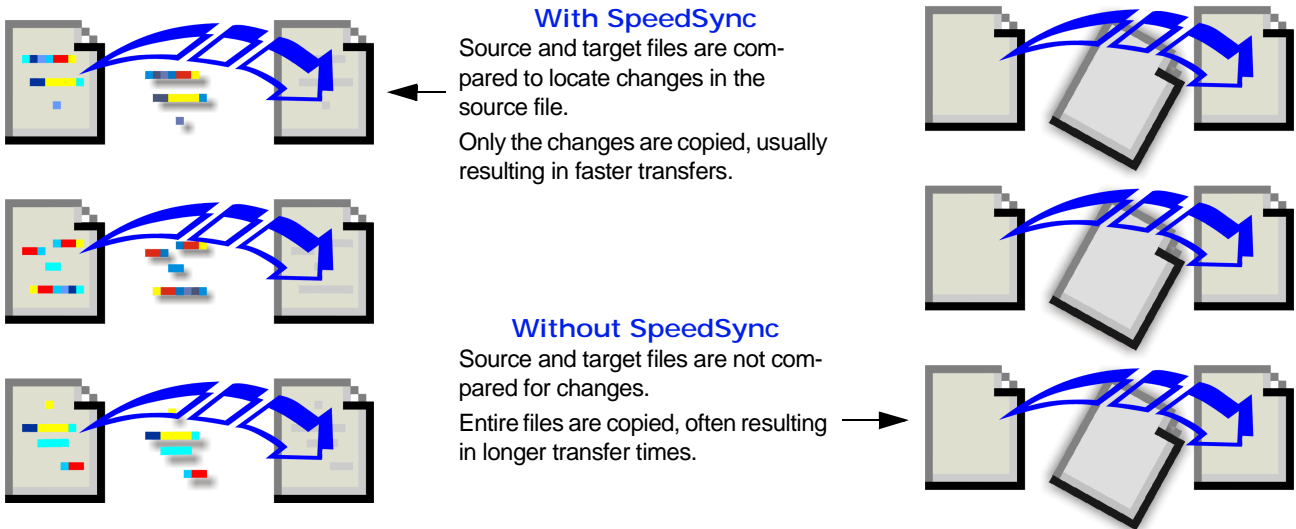 With SpeedSync
Source and target files are com-
pared to locate changes in the
source file.
Only the changes are copied, usually
resulting in faster transfers.
Without SpeedSync
Source and target files are not com-
pared for changes.
Entire files are copied, often resulting
in longer transfer times.